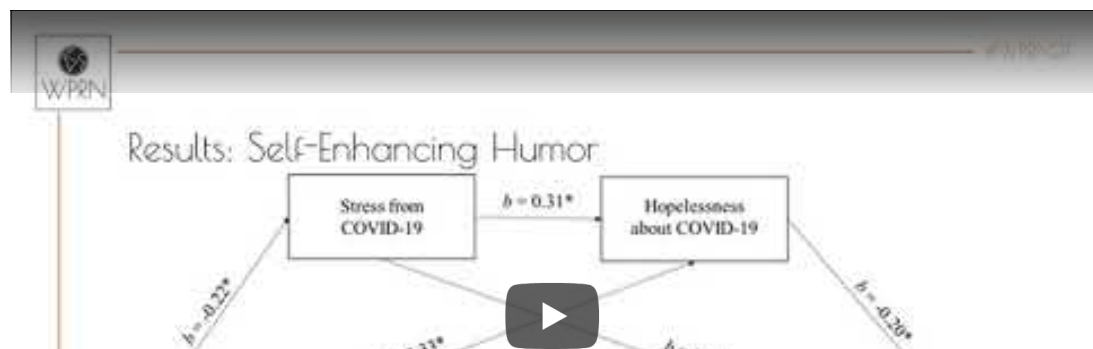 WPRN
Results: Self-Enhancing Humor
Stress from
COVID-19
b = 0.31*
Hopelessness
about COVID-19
b = -0.22*
b = -0.20*